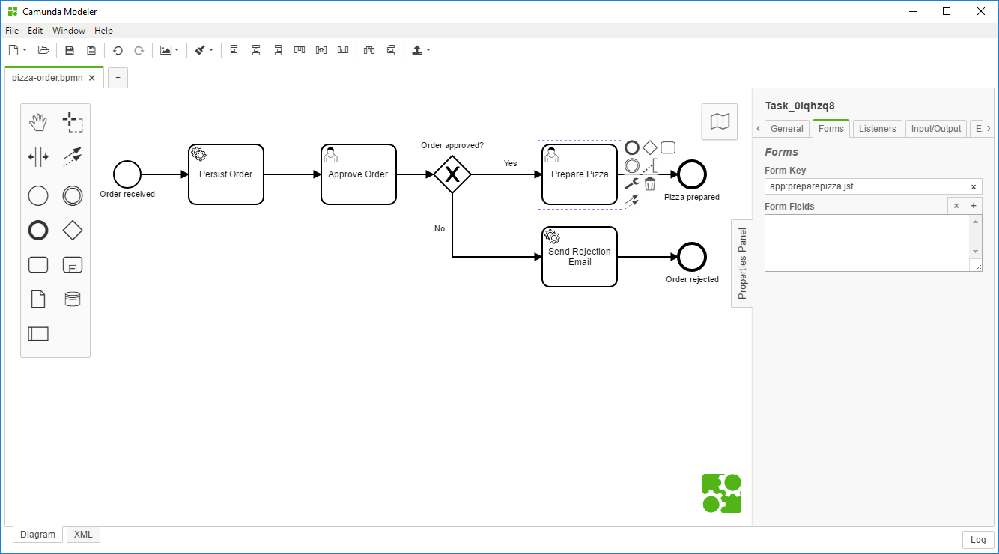 Camunda Modeler
File Edit Window Help
pizza-order.bpmn
Order received
Persist Order
Approve Order
Order approved?
Yes
No
Prepare Pizza
Pizza prepared
Send Rejection
Email
Order rejected
Properties Panel
Task_0iqhzq8
General Forms Listeners Input/Output
Forms
Form Key
app:preparepizza.jsf
Form Fields
Diagram XML
Log